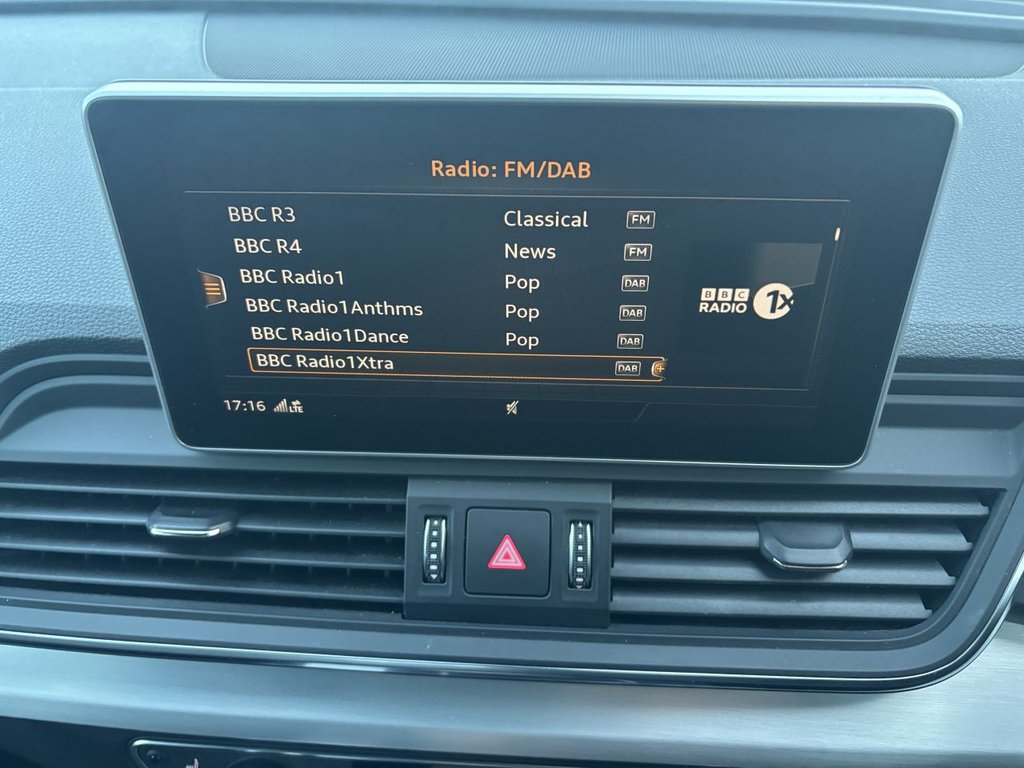 Radio: FM/DAB
BBC R3 Classical FM
BBC R4 News FM
BBC Radio1 Pop DAB
BBC Radio1Anthms Pop DAB
BBC Radio1Dance Pop DAB
BBC Radio1Xtra DAB
BBC
RADIO 1x
17:16 LTE